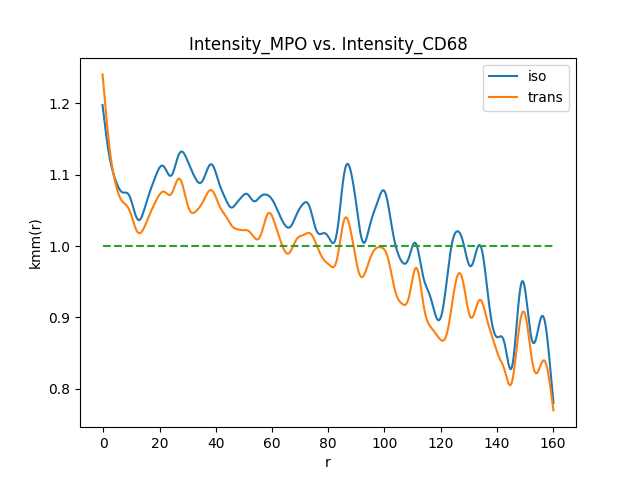 Intensity_MPO vs. Intensity_CD68
iso
trans
1.2
1.1
1.0
0.9
0.8
kmm(r)
0 20 40 60 80 100 120 140 160
r